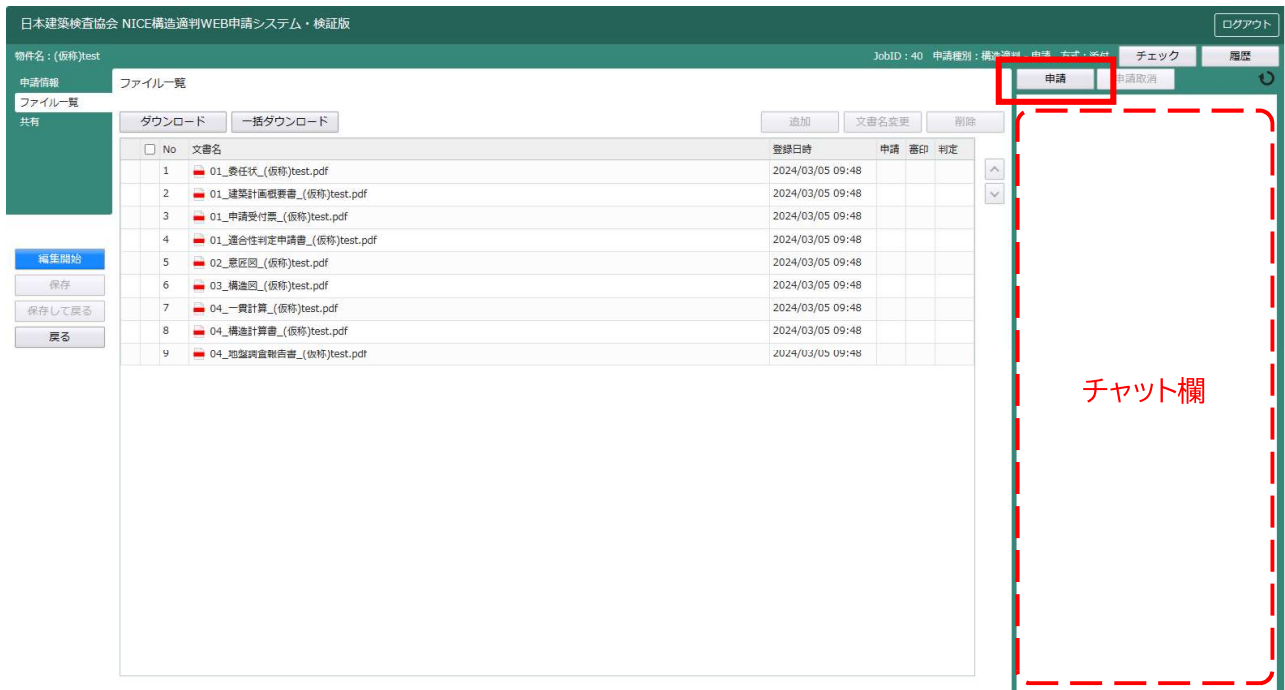 日本建築検査協会 NICE構造適判WEB申請システム・検証版
ログアウト
物件名：(仮称)test
JobID：40 申請種別：構造適判 - 申請 方式：添付
チェック
履歴
申請情報
ファイル一覧
共有
ファイル一覧
申請
申請取消
ダウンロード
一括ダウンロード
追加
文書名変更
削除
No 文書名 登録日時 申請 審印 判定
1 01_委任状_(仮称)test.pdf 2024/03/05 09:48
2 01_建築計画概要書_(仮称)test.pdf 2024/03/05 09:48
3 01_申請受付票_(仮称)test.pdf 2024/03/05 09:48
4 01_適合性判定申請書_(仮称)test.pdf 2024/03/05 09:48
5 02_意匠図_(仮称)test.pdf 2024/03/05 09:48
6 03_構造図_(仮称)test.pdf 2024/03/05 09:48
7 04_一貫計算_(仮称)test.pdf 2024/03/05 09:48
8 04_構造計算書_(仮称)test.pdf 2024/03/05 09:48
9 04_地盤調査報告書_(仮称)test.pdf 2024/03/05 09:48
編集開始
保存
保存して戻る
戻る
チャット欄